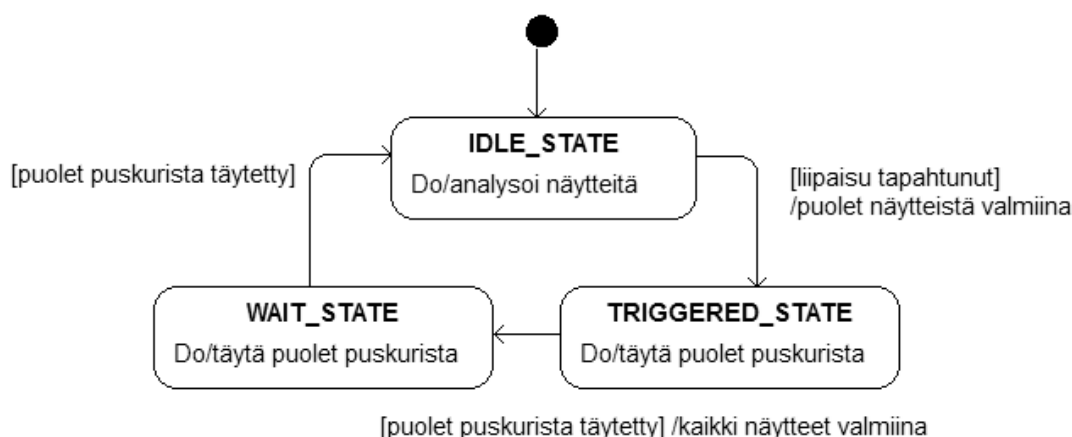 IDLE_STATE
Do/analysoi näytteitä
[puolet puskurista täytetty]
[liipaisu tapahtunut]
/puolet näytteistä valmiina
WAIT_STATE
Do/täytä puolet puskurista
TRIGGERED_STATE
Do/täytä puolet puskurista
[puolet puskurista täytetty] /kaikki näytteet valmiina